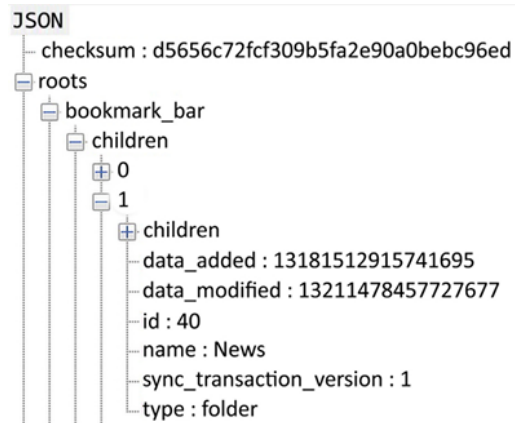 JSON
checksum : d5656c72fcf309b5fa2e90a0bebc96ed
roots
bookmark_bar
children
0
1
children
data_added : 13181512915741695
data_modified : 13211478457727677
id : 40
name : News
sync_transaction_version : 1
type : folder